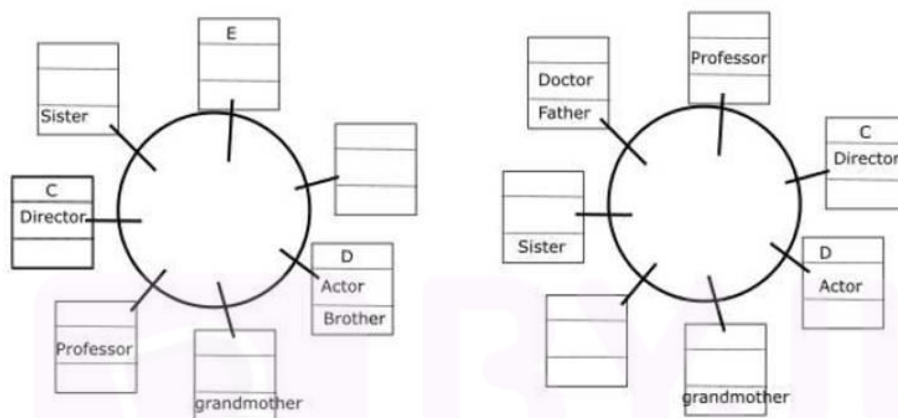 E
Sister
C
Director
D
Actor
Brother
Professor
grandmother
Professor
Doctor
Father
C
Director
Sister
D
Actor
grandmother